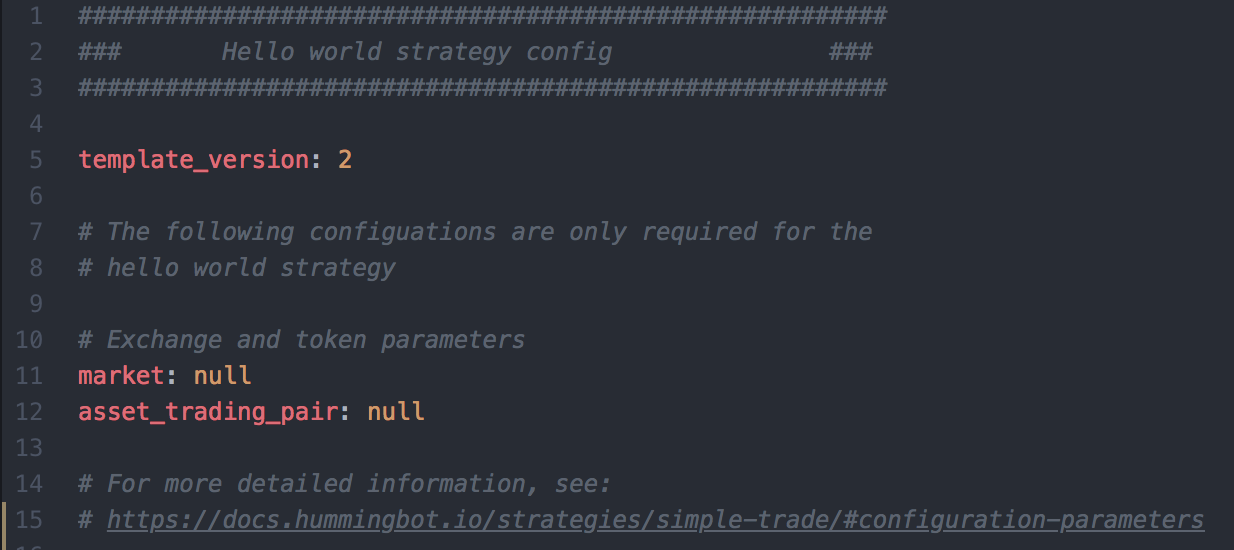 1 ########################################################
2 ###       Hello world strategy config               ###
3 ########################################################
4
5 template_version: 2
6
7 # The following configuations are only required for the
8 # hello world strategy
9
10 # Exchange and token parameters
11 market: null
12 asset_trading_pair: null
13
14 # For more detailed information, see:
15 # https://docs.hummingbot.io/strategies/simple-trade/#configuration-parameters
16